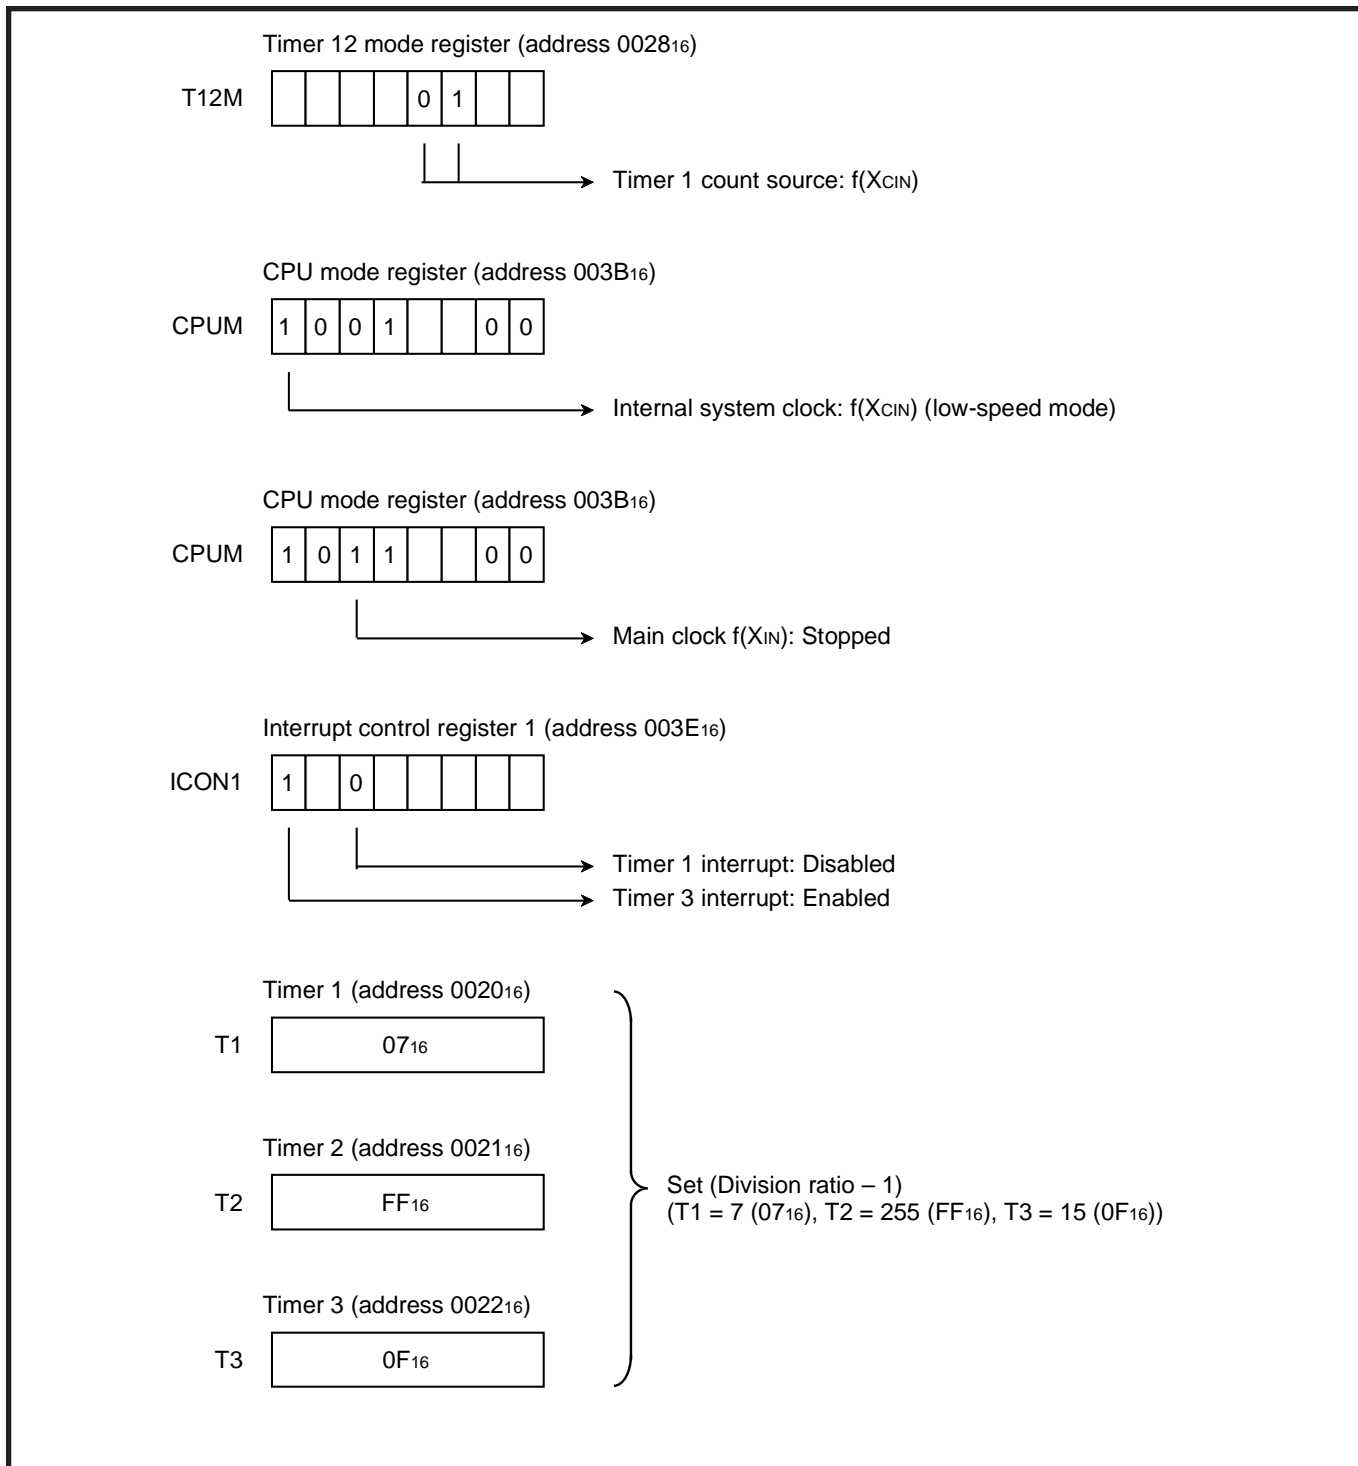 Timer 12 mode register (address 0028₁₆)
T12M 0 1
Timer 1 count source: f(XCIN)
CPU mode register (address 003B₁₆)
CPUM 1 0 0 1 0 0
Internal system clock: f(XCIN) (low-speed mode)
CPU mode register (address 003B₁₆)
CPUM 1 0 1 1 0 0
Main clock f(XIN): Stopped
Interrupt control register 1 (address 003E₁₆)
ICON1 1 0
Timer 1 interrupt: Disabled
Timer 3 interrupt: Enabled
Timer 1 (address 0020₁₆)
T1 07₁₆
Timer 2 (address 0021₁₆)
T2 FF₁₆
Set (Division ratio – 1)
(T1 = 7 (07₁₆), T2 = 255 (FF₁₆), T3 = 15 (0F₁₆))
Timer 3 (address 0022₁₆)
T3 0F₁₆